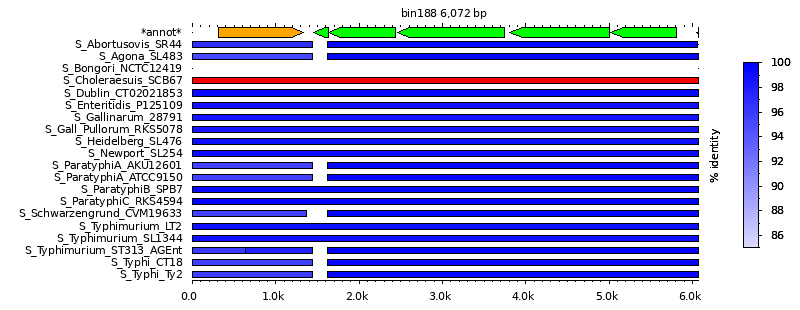 bin188 6,072 bp
*annot*
S_Abortusovis_SR44
S_Agona_SL483
S_Bongori_NCTC12419
S_Choleraesuis_SCB67
S_Dublin_CT02021853
S_Enteritidis_P125109
S_Gallinarum_28791
S_Gall_Pullorum_RKS5078
S_Heidelberg_SL476
S_Newport_SL254
S_ParatyphiA_AKU12601
S_ParatyphiA_ATCC9150
S_ParatyphiB_SPB7
S_ParatyphiC_RKS4594
S_Schwarzengrund_CVM19633
S_Typhimurium_LT2
S_Typhimurium_SL1344
S_Typhimurium_ST313_AGEnt
S_Typhi_CT18
S_Typhi_Ty2
0.0 1.0k 2.0k 3.0k 4.0k 5.0k 6.0k
% identity
100
98
96
94
92
90
88
86